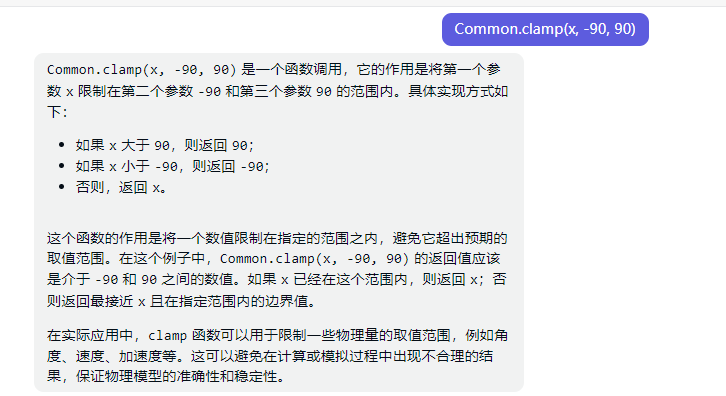 Common.clamp(x, -90, 90)
Common.clamp(x, -90, 90) 是一个函数调用，它的作用是将第一个参
数 x 限制在第二个参数 -90 和第三个参数 90 的范围内。具体实现方式如
下：
• 如果 x 大于 90，则返回 90；
• 如果 x 小于 -90，则返回 -90；
• 否则，返回 x。
这个函数的作用是将一个数值限制在指定的范围之内，避免它超出预期的
取值范围。在这个例子中，Common.clamp(x, -90, 90) 的返回值应该
是介于 -90 和 90 之间的数值。如果 x 已经在这个范围内，则返回 x；否
则返回最接近 x 且在指定范围内的边界值。
在实际应用中，clamp 函数可以用于限制一些物理量的取值范围，例如角
度、速度、加速度等。这可以避免在计算或模拟过程中出现不合理的结
果，保证物理模型的准确性和稳定性。